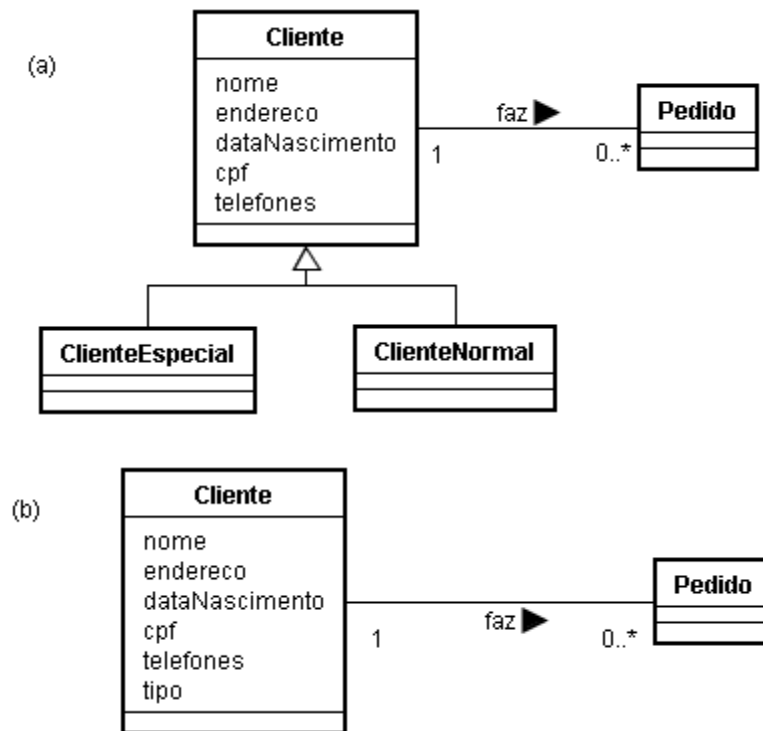 (a)
Cliente
nome
endereco
dataNascimento
cpf
telefones
faz
1
0..*
Pedido
ClienteEspecial
ClienteNormal
(b)
Cliente
nome
endereco
dataNascimento
cpf
telefones
tipo
faz
1
0..*
Pedido